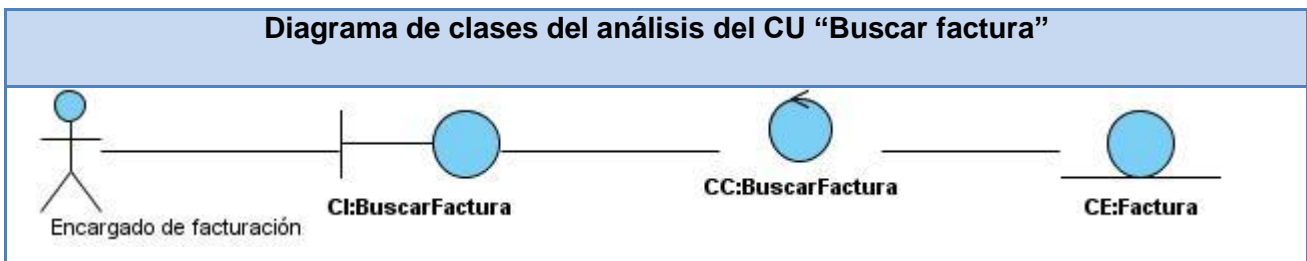 Diagrama de clases del análisis del CU “Buscar factura”
Encargado de facturación
CI:BuscarFactura
CC:BuscarFactura
CE:Factura